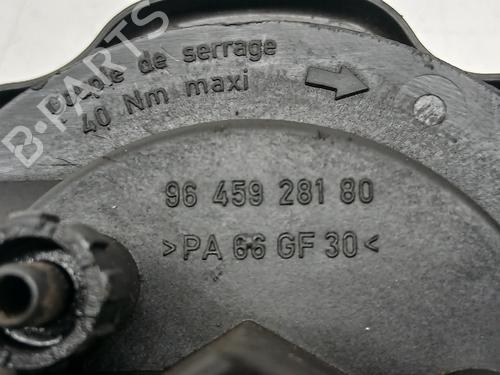 de serrage
40 Nm maxi
B-PARTS
96 459 281 80
>PA 66 GF 30<